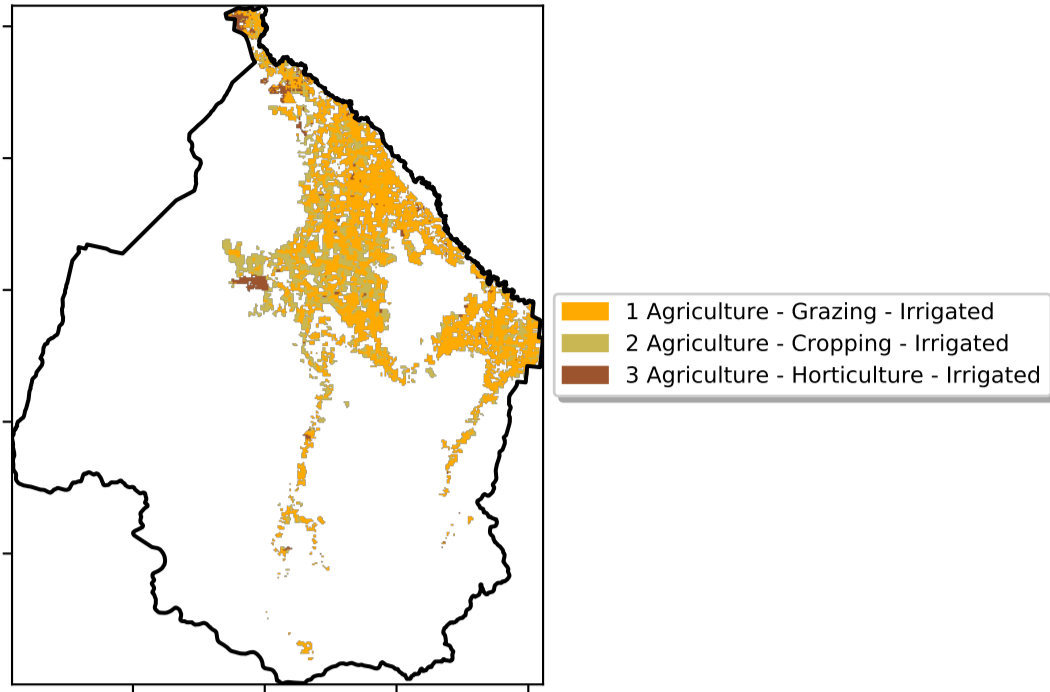 1 Agriculture - Grazing - Irrigated
2 Agriculture - Cropping - Irrigated
3 Agriculture - Horticulture - Irrigated